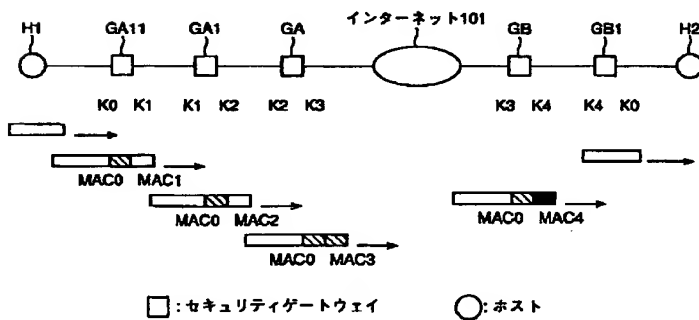 インターネット101
H1 GA11 GA1 GA GB GB1 H2
K0 K1 K1 K2 K2 K3 K3 K4 K4 K0
MAC0 MAC1
MAC0 MAC2
MAC0 MAC4
MAC0 MAC3
:セキュリティゲートウェイ :ホスト